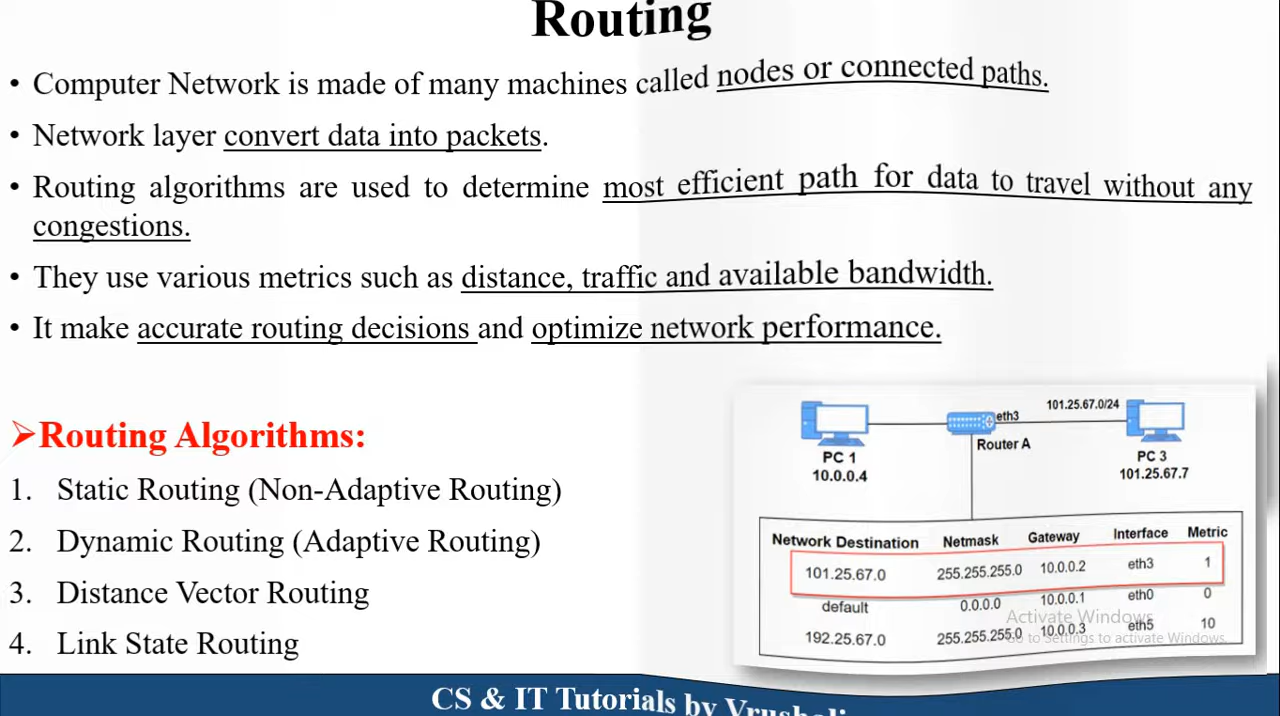 Routing
• Computer Network is made of many machines called nodes or connected paths.
• Network layer convert data into packets.
• Routing algorithms are used to determine most efficient path for data to travel without any
congestions.
• They use various metrics such as distance, traffic and available bandwidth.
• It make accurate routing decisions and optimize network performance.
➢Routing Algorithms:
1. Static Routing (Non-Adaptive Routing)
2. Dynamic Routing (Adaptive Routing)
3. Distance Vector Routing
4. Link State Routing
101.25.67.0/24
eth3
Router A
PC 1
10.0.0.4
PC 3
101.25.67.7
Network Destination Netmask Gateway Interface Metric
101.25.67.0 255.255.255.0 10.0.0.2 eth3 1
default 0.0.0.0 10.0.0.1 eth0 0
192.25.67.0 255.255.255.0 10.0.0.3 eth5 10
Activate Windows
Go to Settings to activate Windows.
CS & IT Tutorials by Vrushali